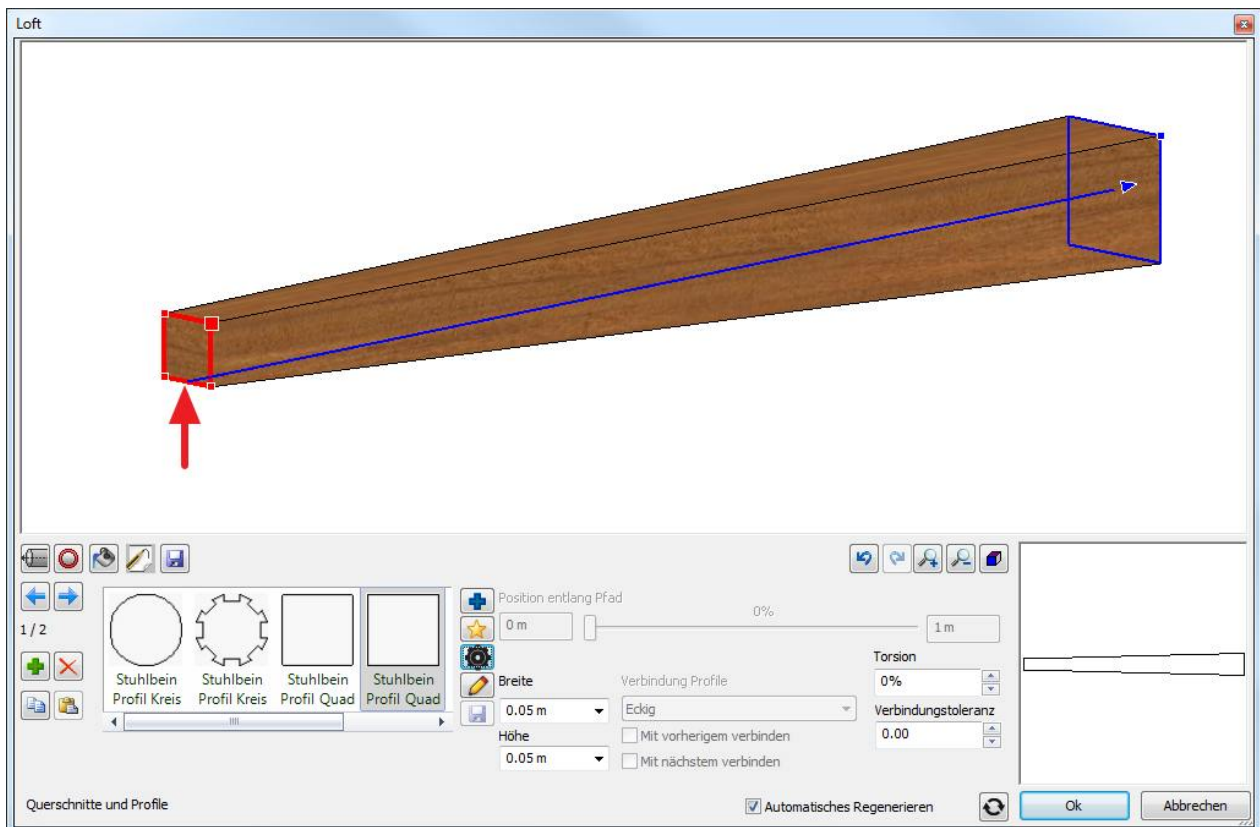 Loft
Position entlang Pfad
0%
0 m
1 m
1 / 2
Stuhlbein Profil Kreis
Stuhlbein Profil Kreis
Stuhlbein Profil Quad
Stuhlbein Profil Quad
Breite
0.05 m
Höhe
0.05 m
Verbindung Profile
Eckig
Mit vorherigem verbinden
Mit nächstem verbinden
Torsion
0%
Verbindungstoleranz
0.00
Querschnitte und Profile
Automatisches Regenerieren
Ok
Abbrechen